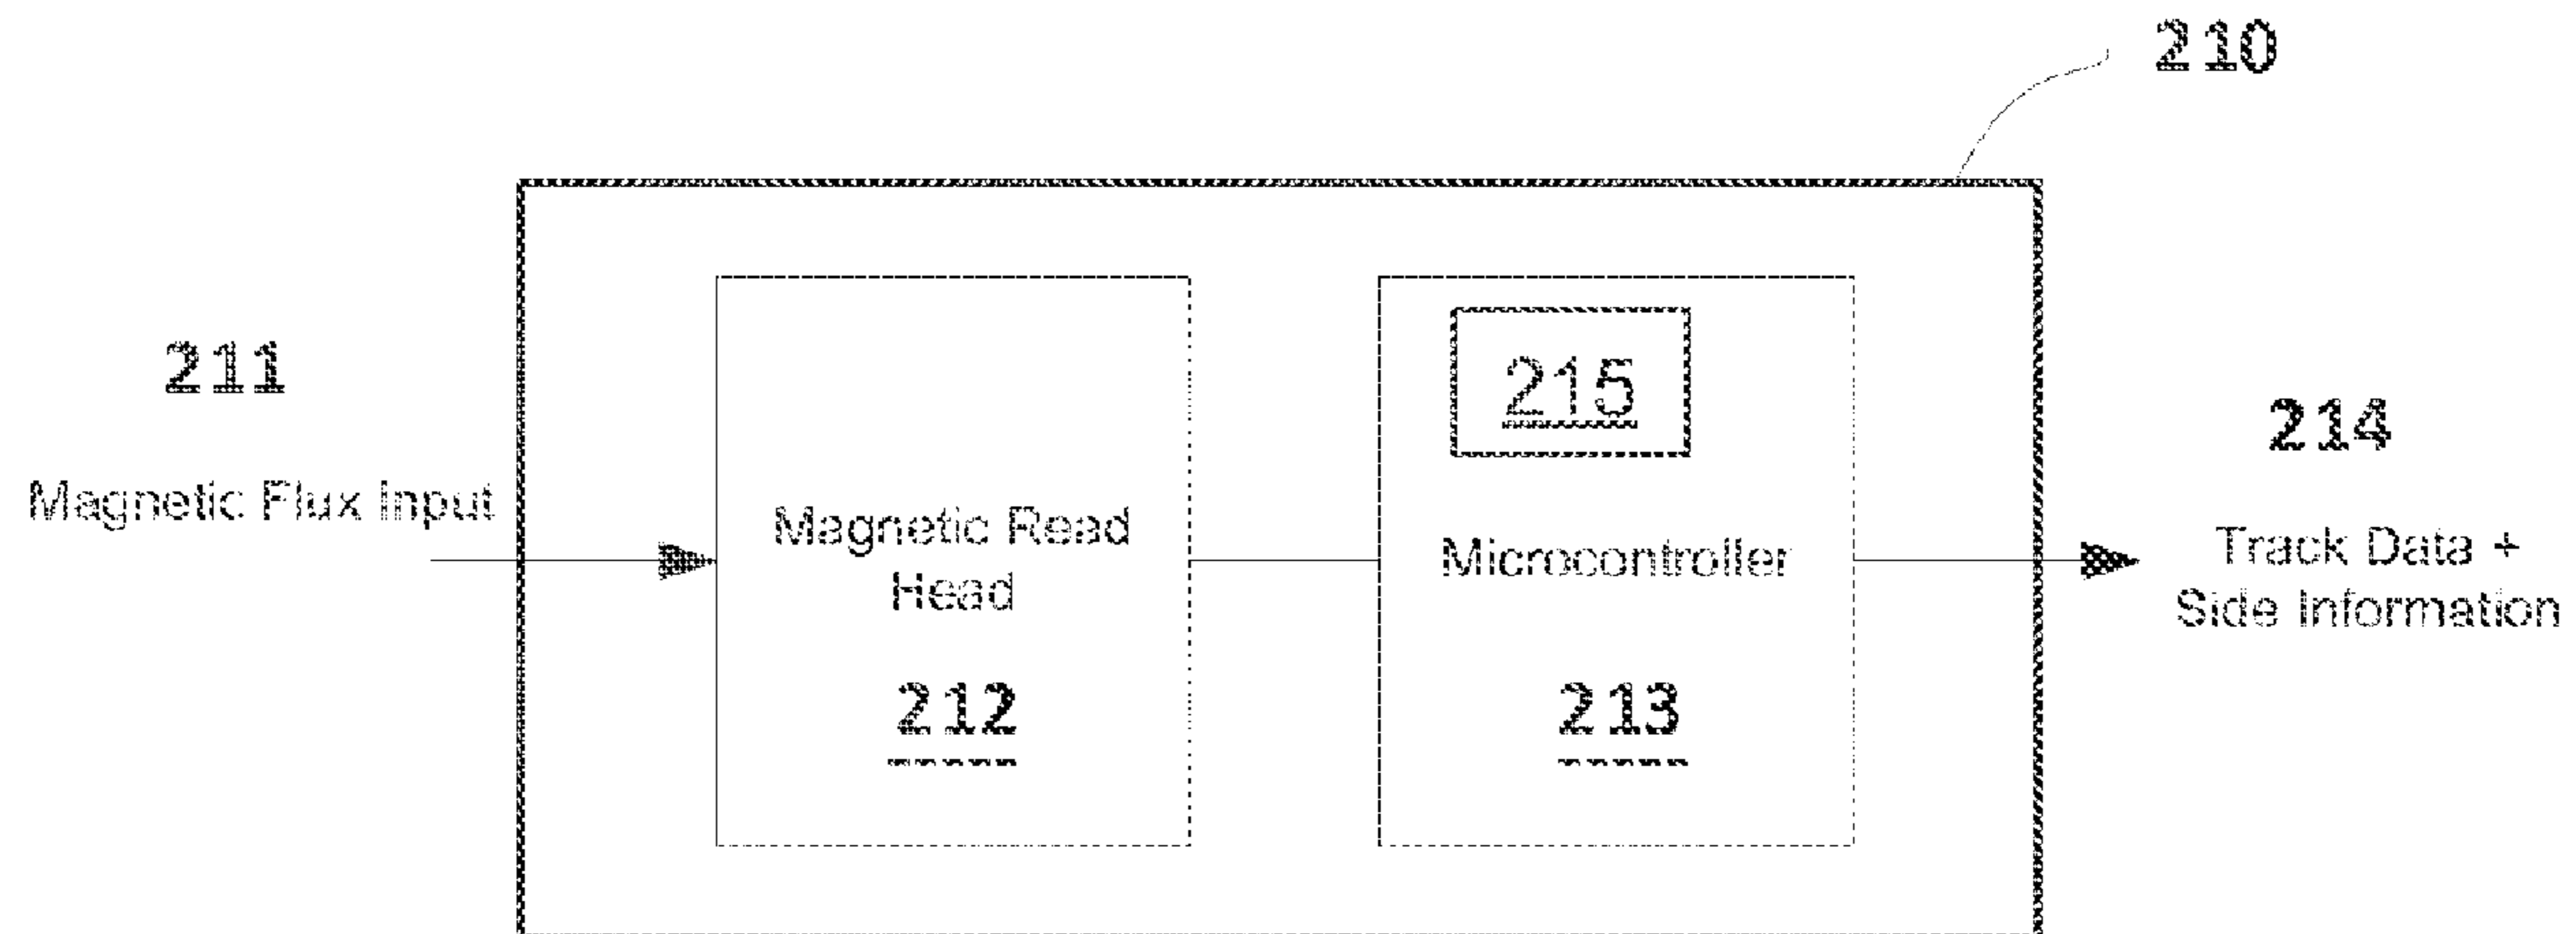 210
211
Magnetic Flux Input
Magnetic Read
Head
212
215
Microcontroller
213
214
Track Data +
Side Information